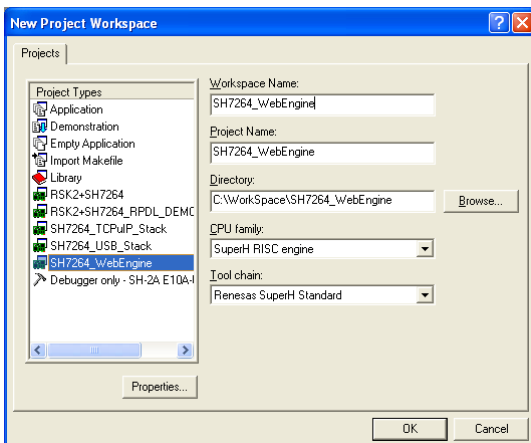 New Project Workspace
Projects
Project Types
Application
Demonstration
Empty Application
Import Makefile
Library
RSK2+SH7264
RSK2+SH7264_RPDL_DEMC
SH7264_TCPuIP_Stack
SH7264_USB_Stack
SH7264_WebEngine
Debugger only - SH-2A E10A-
Properties...
Workspace Name:
SH7264_WebEngine
Project Name:
SH7264_WebEngine
Directory:
C:\WorkSpace\SH7264_WebEngine
Browse...
CPU family:
SuperH RISC engine
Tool chain:
Renesas SuperH Standard
OK
Cancel